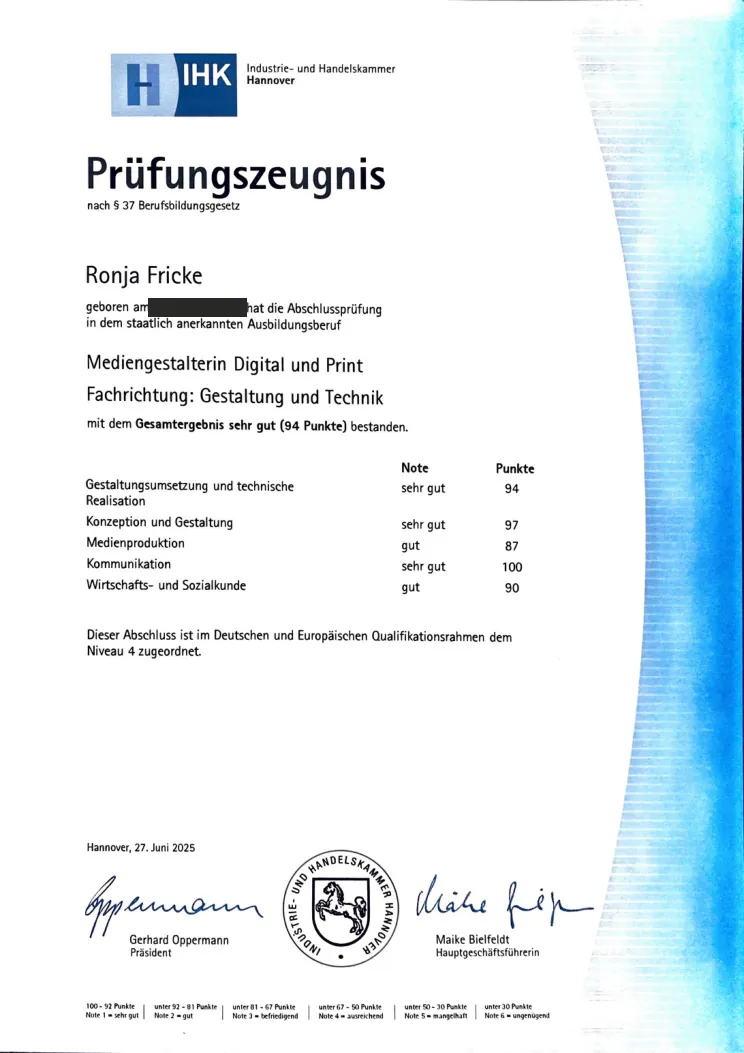 H IHK
Industrie- und Handelskammer
Hannover
Prüfungszeugnis
nach § 37 Berufsbildungsgesetz
Ronja Fricke
geboren am hat die Abschlussprüfung
in dem staatlich anerkannten Ausbildungsberuf
Mediengestalterin Digital und Print
Fachrichtung: Gestaltung und Technik
mit dem Gesamtergebnis sehr gut (94 Punkte) bestanden.
Note Punkte
Gestaltungsumsetzung und technische sehr gut 94
Realisation
Konzeption und Gestaltung sehr gut 97
Medienproduktion gut 87
Kommunikation sehr gut 100
Wirtschafts- und Sozialkunde gut 90
Dieser Abschluss ist im Deutschen und Europäischen Qualifikationsrahmen dem
Niveau 4 zugeordnet.
Hannover, 27. Juni 2025
INDUSTRIE- UND HANDELSKAMMER HANNOVER
Oppermann
Gerhard Oppermann Maike Bielfeldt
Präsident Hauptgeschäftsführerin
100 - 92 Punkte unter 92 - 81 Punkte unter 81 - 67 Punkte unter 67 - 50 Punkte unter 50 - 30 Punkte unter 30 Punkte
Note 1 = sehr gut Note 2 = gut Note 3 = befriedigend Note 4 = ausreichend Note 5 = mangelhaft Note 6 = ungenügend